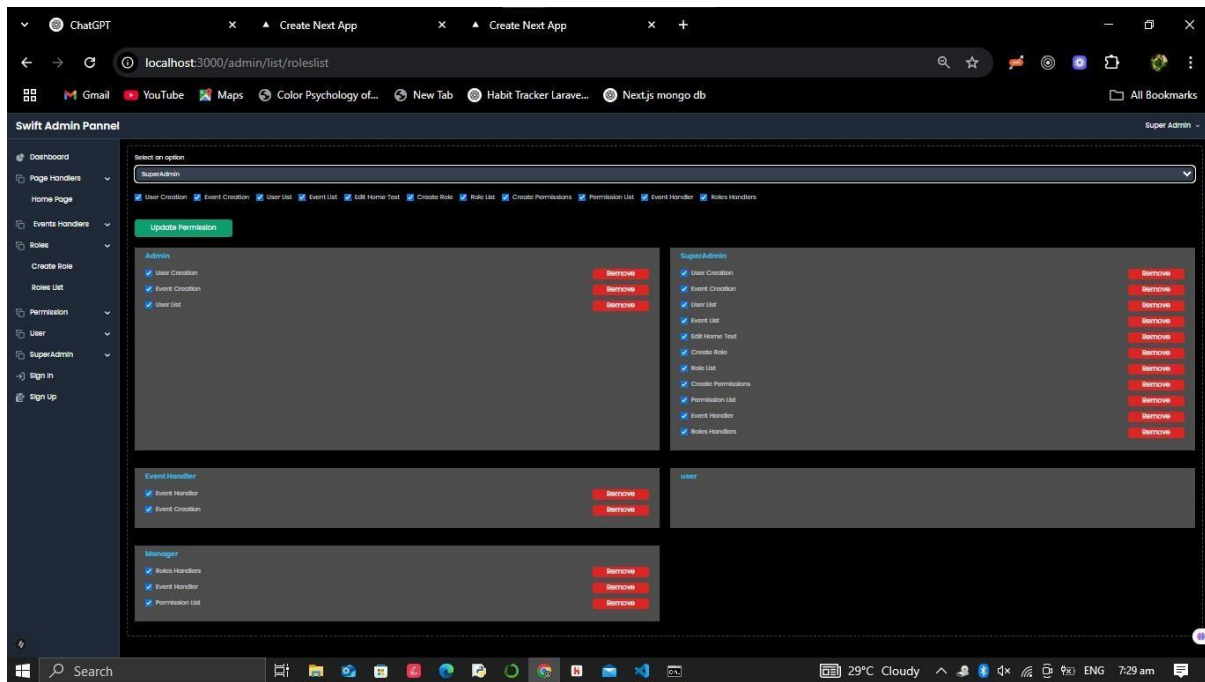 ChatGPT Create Next App Create Next App
localhost:3000/admin/list/roleslist
Gmail YouTube Maps Color Psychology of... New Tab Habit Tracker Larave... Next.js mongo db All Bookmarks
Swift Admin Pannel Super Admin
Dashboard
Page Handlers
Home Page
Events Handlers
Roles
Create Role
Roles List
Permission
User
SuperAdmin
Sign In
Sign Up
Select an option
SuperAdmin
User Creation Event Creation User List Event List Edit Home Text Create Role Role List Create Permissions Permission List Event Handler Roles Handlers
Update Permission
Admin
User Creation Remove
Event Creation Remove
User List Remove
SuperAdmin
User Creation Remove
Event Creation Remove
User List Remove
Event List Remove
Edit Home Text Remove
Create Role Remove
Role List Remove
Create Permissions Remove
Permission List Remove
Event Handler Remove
Roles Handlers Remove
Event Handler
Event Handler Remove
Event Creation Remove
user
Manager
Roles Handlers Remove
Event Handler Remove
Permission List Remove
Search 29°C Cloudy ENG 7:29 am